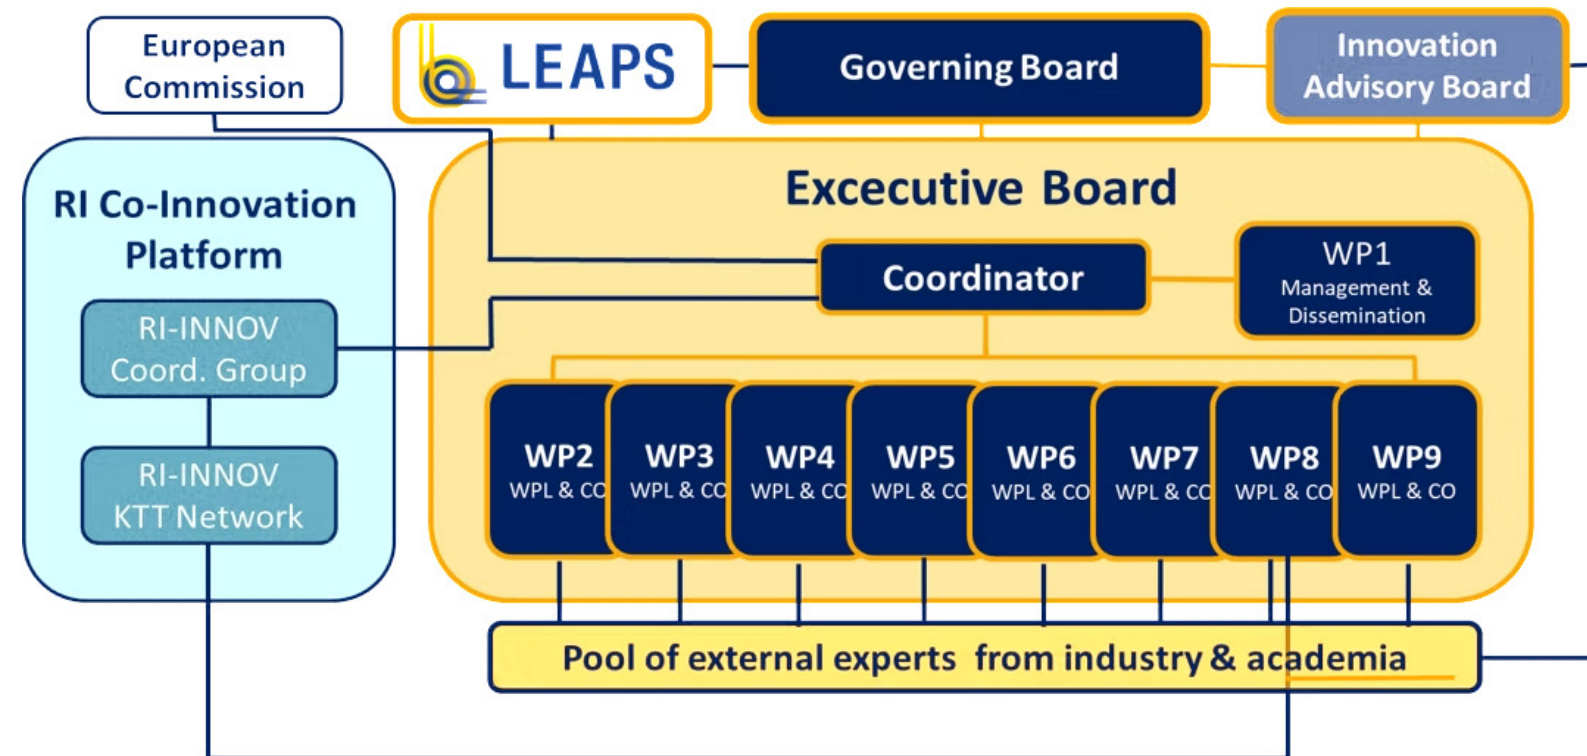 European
Commission
LEAPS
Governing Board
Innovation
Advisory Board
RI Co-Innovation
Platform
RI-INNOV
Coord. Group
RI-INNOV
KTT Network
Excecutive Board
Coordinator
WP1
Management &
Dissemination
WP2
WPL & CO
WP3
WPL & CO
WP4
WPL & CO
WP5
WPL & CO
WP6
WPL & CO
WP7
WPL & CO
WP8
WPL & CO
WP9
WPL & CO
Pool of external experts from industry & academia